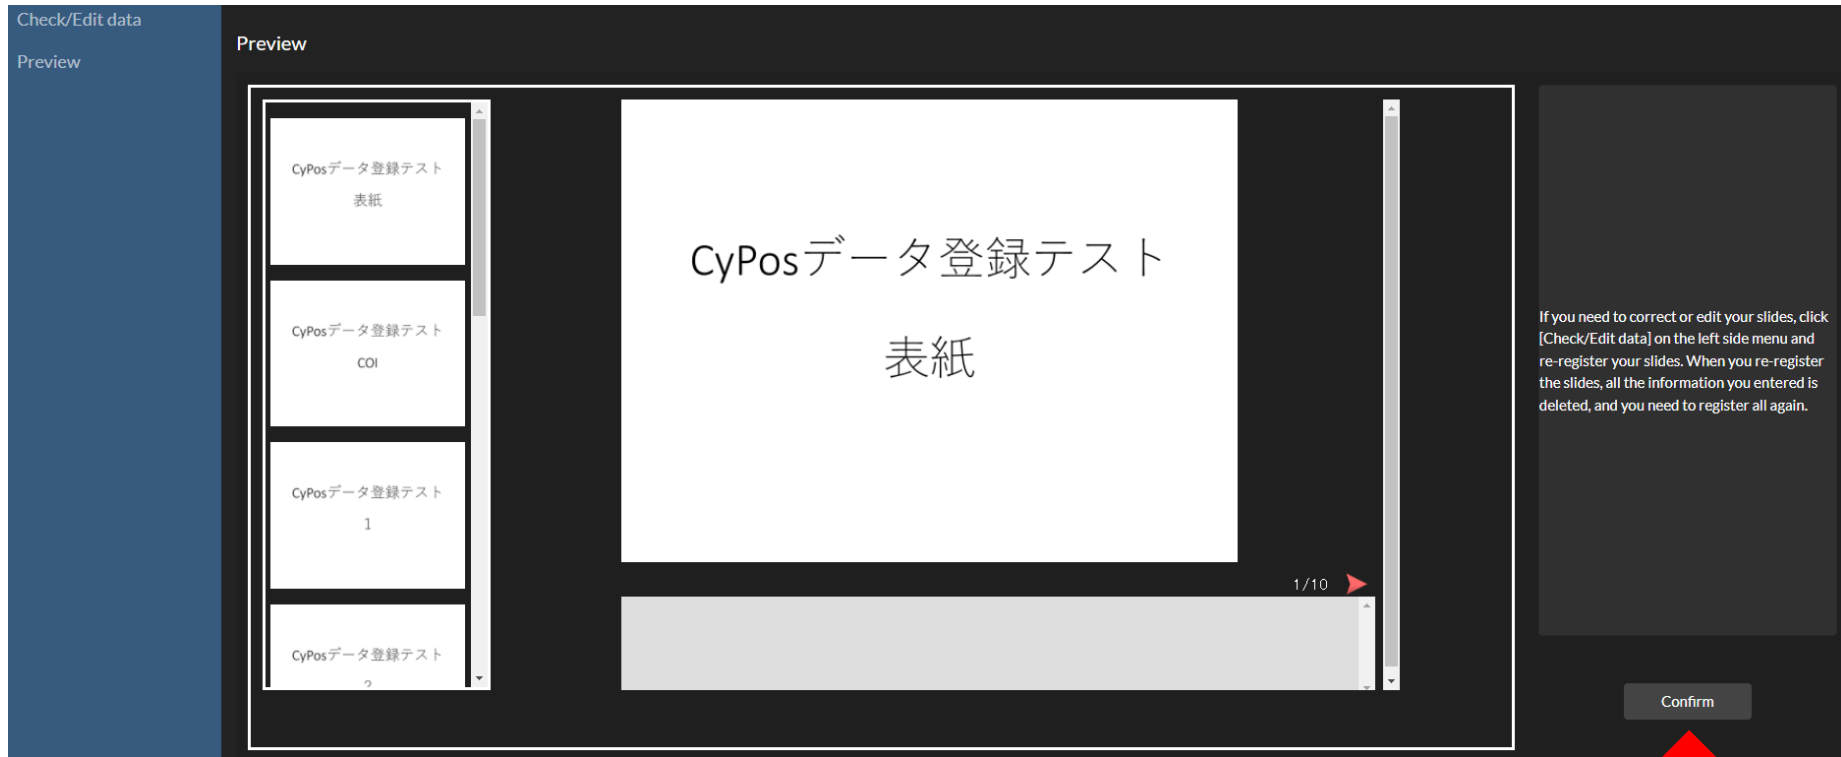 Check/Edit data
Preview
Preview
CyPosデータ登録テスト
表紙
CyPosデータ登録テスト
COI
CyPosデータ登録テスト
1
CyPosデータ登録テスト
2
CyPosデータ登録テスト
表紙
1/10
If you need to correct or edit your slides, click
[Check/Edit data] on the left side menu and
re-register your slides. When you re-register
the slides, all the information you entered is
deleted, and you need to register all again.
Confirm